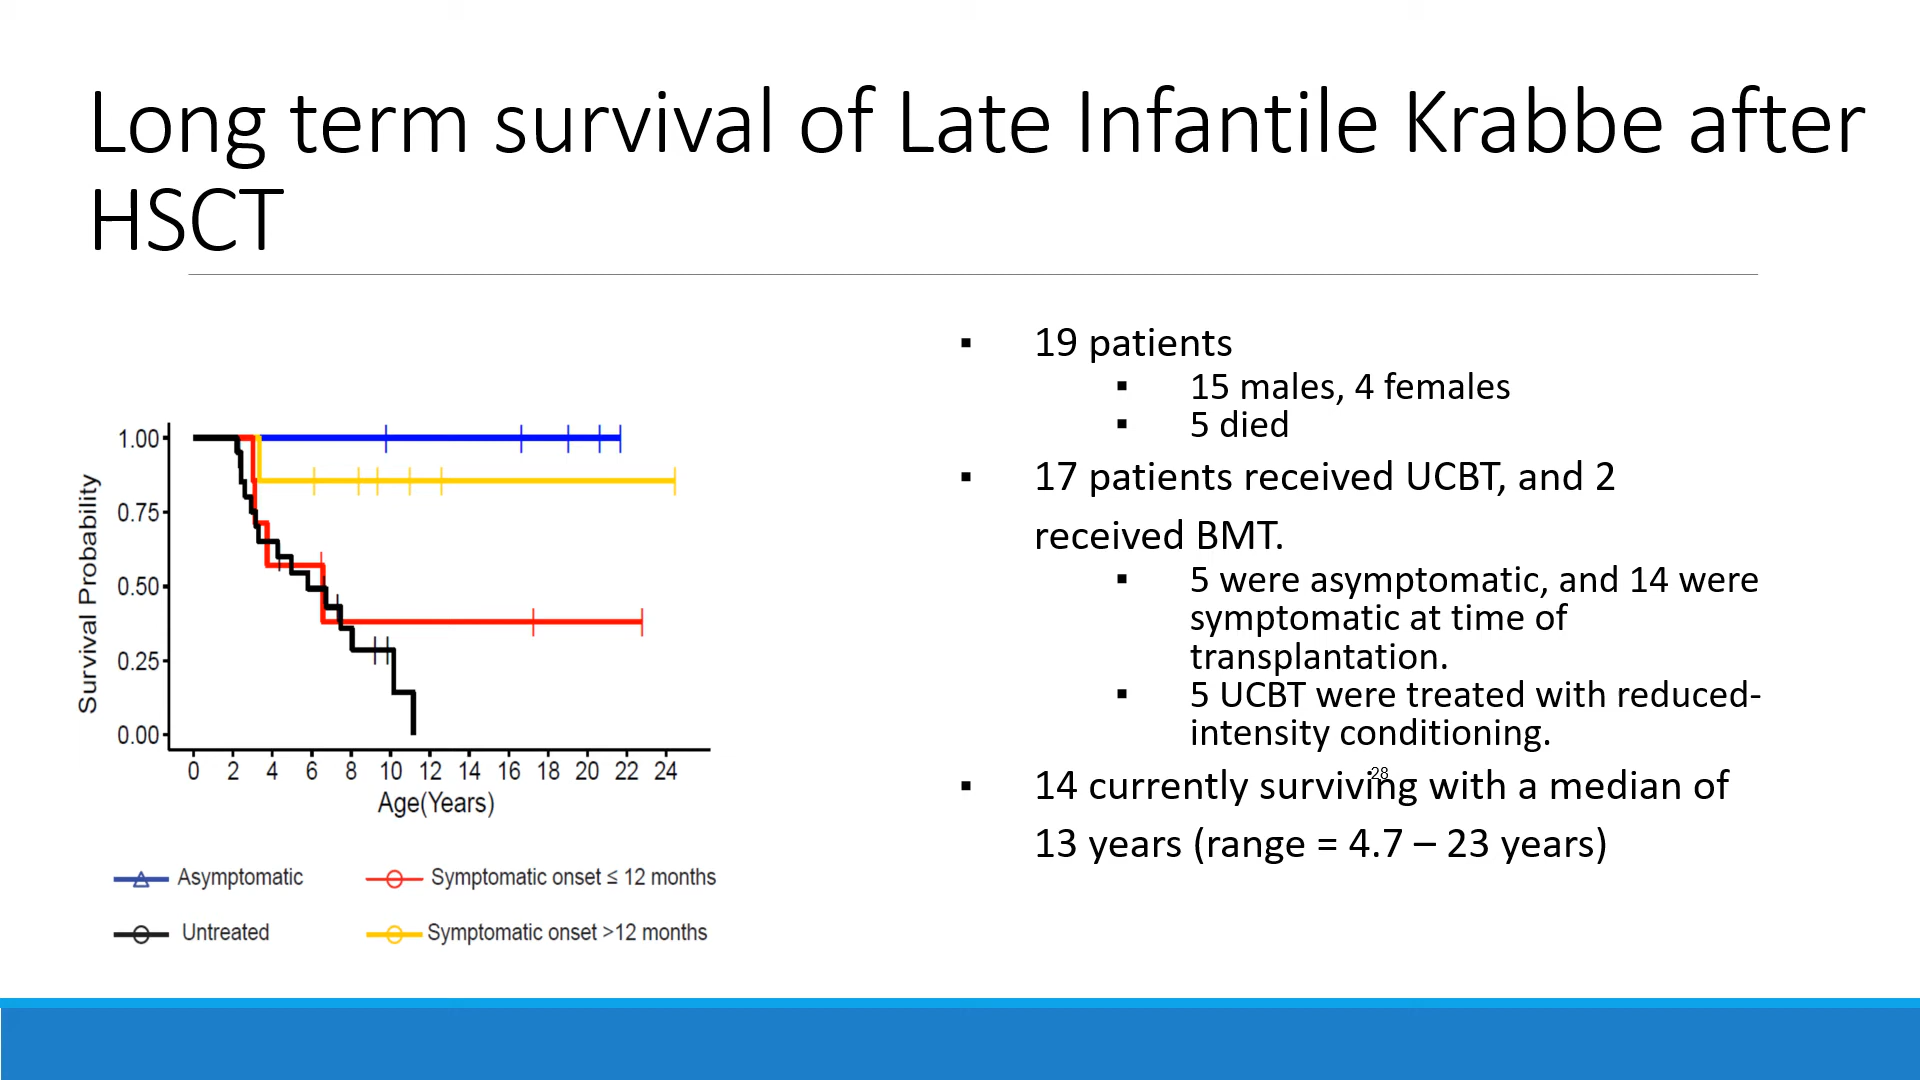 Long term survival of Late Infantile Krabbe after
HSCT
Survival Probability
1.00
0.75
0.50
0.25
0.00
0 2 4 6 8 10 12 14 16 18 20 22 24
Age(Years)
Asymptomatic
Symptomatic onset ≤ 12 months
Untreated
Symptomatic onset >12 months
▪ 19 patients
▪ 15 males, 4 females
▪ 5 died
▪ 17 patients received UCBT, and 2
received BMT.
▪ 5 were asymptomatic, and 14 were
symptomatic at time of
transplantation.
▪ 5 UCBT were treated with reduced-
intensity conditioning.
▪ 14 currently surviving with a median of
13 years (range = 4.7 – 23 years)
28